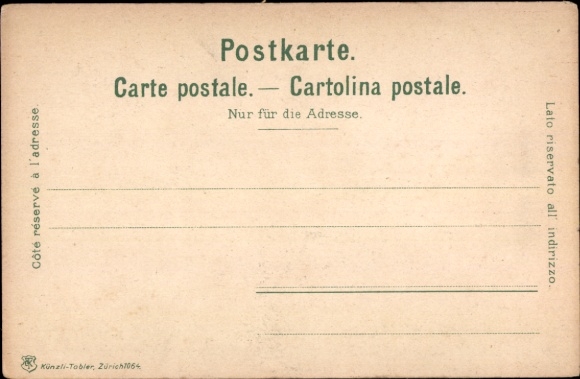 Postkarte.
Carte postale. — Cartolina postale.
Nur für die Adresse.
Côté réservé à l'adresse
Lato riservato all' indirizzo.
Künzli-Tobler, Zürich 1064.